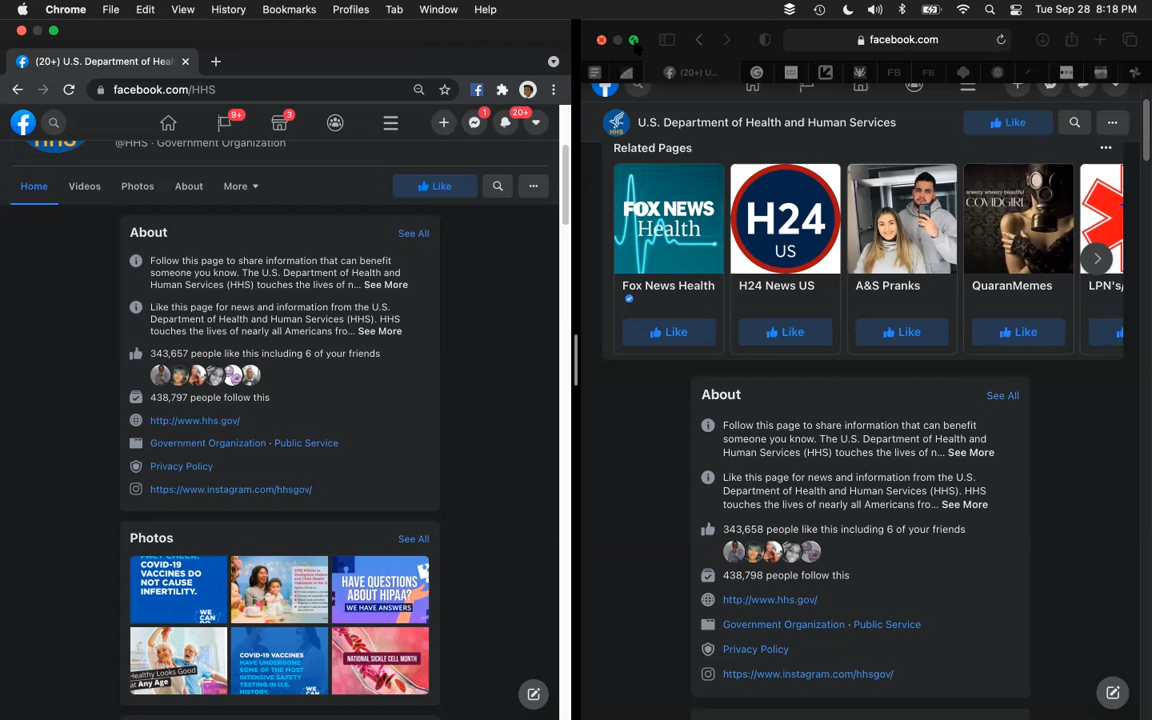 Chrome File Edit View History Bookmarks Profiles Tab Window Help
Tue Sep 28 8:18 PM
(20+) U.S. Department of Heal
facebook.com/HHS
9+
3
1
20+
@HHS · Government Organization
Home Videos Photos About More
Like
About
See All
Follow this page to share information that can benefit
someone you know. The U.S. Department of Health and
Human Services (HHS) touches the lives of n... See More
Like this page for news and information from the U.S.
Department of Health and Human Services (HHS). HHS
touches the lives of nearly all Americans fro... See More
343,657 people like this including 6 of your friends
438,797 people follow this
http://www.hhs.gov/
Government Organization · Public Service
Privacy Policy
https://www.instagram.com/hhsgov/
Photos
See All
FACT CHECK:
COVID-19
VACCINES DO
NOT CAUSE
INFERTILITY.
WE CAN
HAVE QUESTIONS
ABOUT HIPAA?
WE HAVE ANSWERS
Healthy Looks Good
at Any Age
COVID-19 VACCINES
HAVE UNDERGONE
SOME OF THE MOST
INTENSIVE SAFETY
TESTING IN U.S.
HISTORY.
NATIONAL SICKLE CELL MONTH
facebook.com
(20+) U...
FB
FB
U.S. Department of Health and Human Services
Like
Related Pages
FOX NEWS
Health
H24
US
COVIDGIRL
Fox News Health
H24 News US
A&S Pranks
QuaranMemes
LPN's/
Like
Like
Like
Like
About
See All
Follow this page to share information that can benefit
someone you know. The U.S. Department of Health and
Human Services (HHS) touches the lives of n... See More
Like this page for news and information from the U.S.
Department of Health and Human Services (HHS). HHS
touches the lives of nearly all Americans fro... See More
343,658 people like this including 6 of your friends
438,798 people follow this
http://www.hhs.gov/
Government Organization · Public Service
Privacy Policy
https://www.instagram.com/hhsgov/